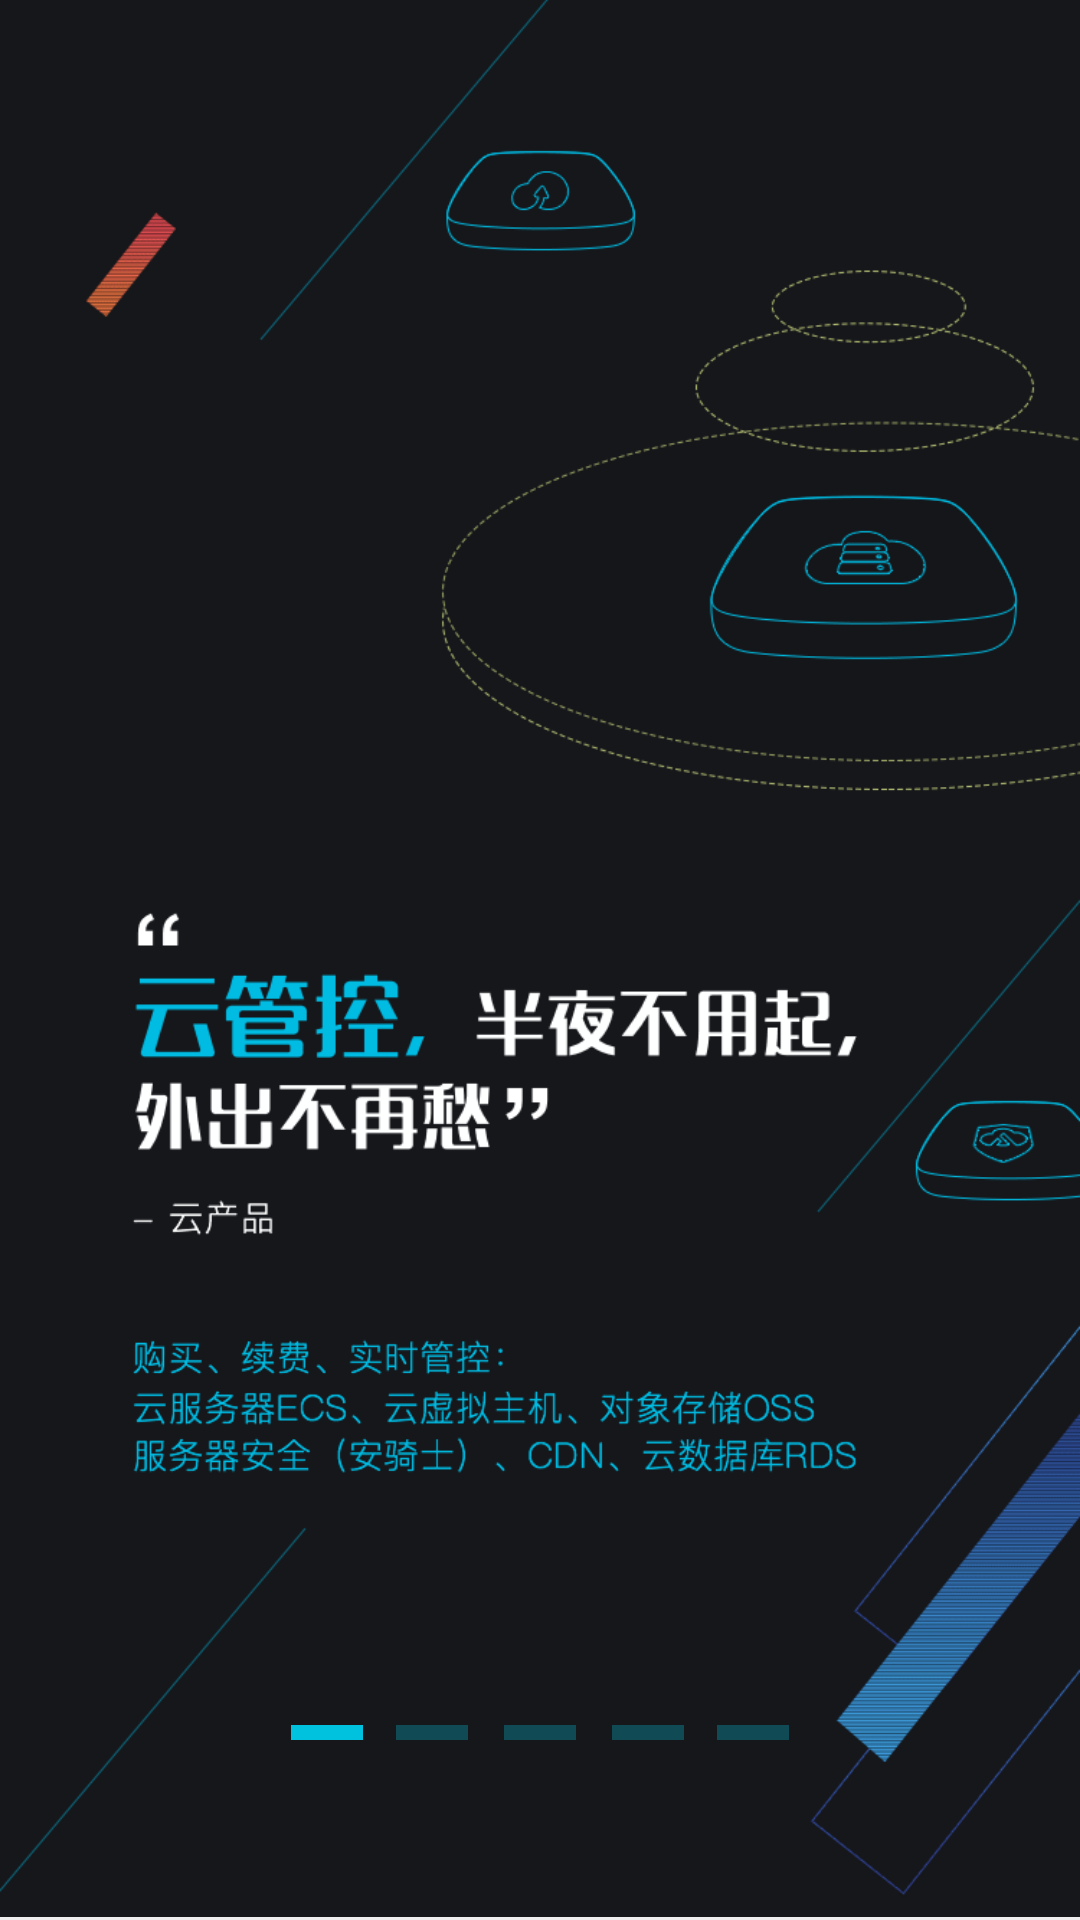 “
云管控，半夜不用起，
外出不再愁”
– 云产品
购买、续费、实时管控：
云服务器ECS、云虚拟主机、对象存储OSS
服务器安全（安骑士）、CDN、云数据库RDS